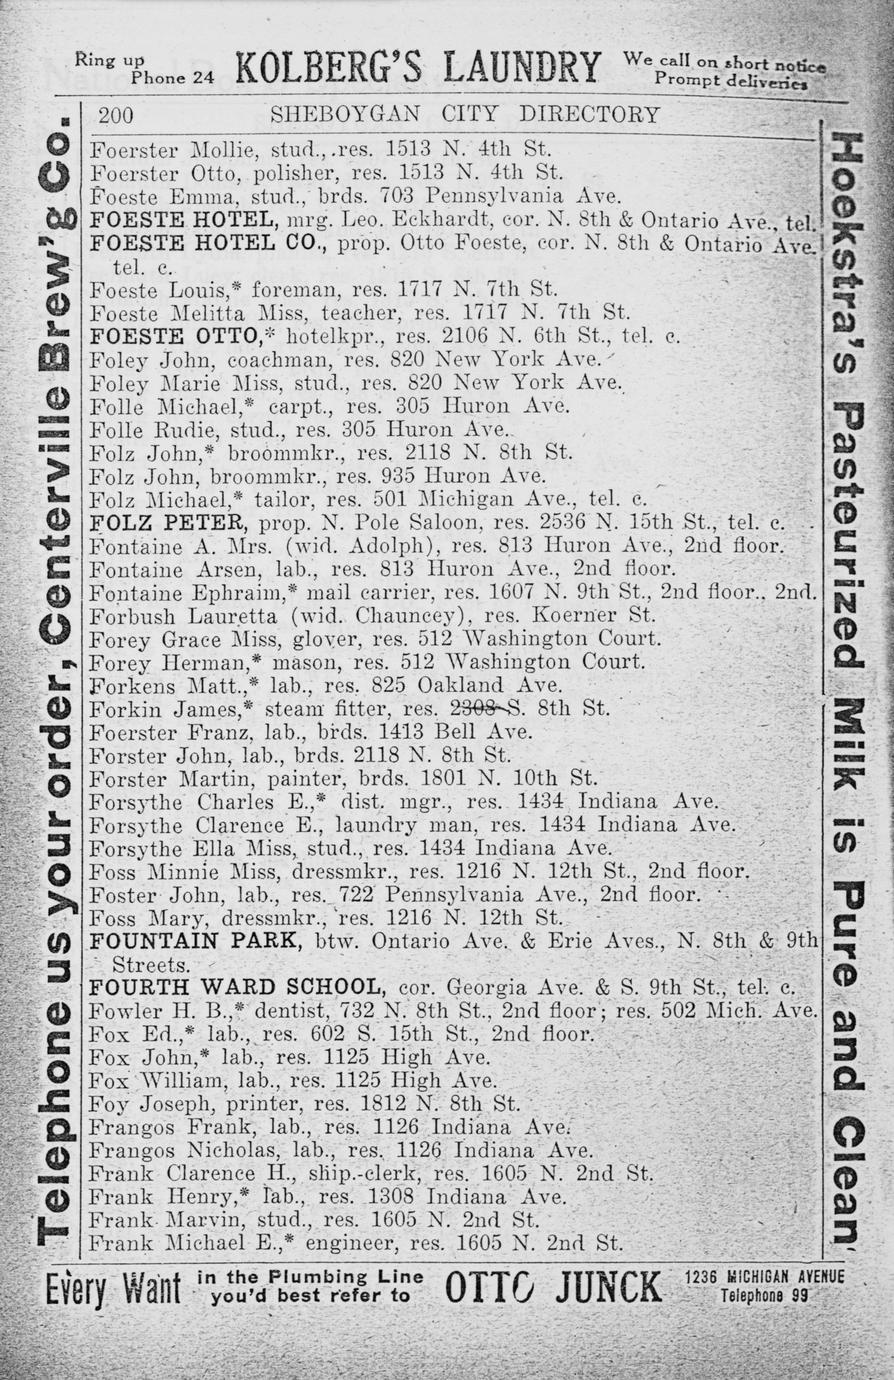 Ring up
Phone 24
KOLBERG'S LAUNDRY
We call on short notice
Prompt deliveries
200 SHEBOYGAN CITY DIRECTORY
Foerster Mollie, stud., res. 1513 N. 4th St.
Foerster Otto, polisher, res. 1513 N. 4th St.
Foeste Emma, stud., brds. 703 Pennsylvania Ave.
FOESTE HOTEL, mrg. Leo. Eckhardt, cor. N. 8th & Ontario Ave., tel.
FOESTE HOTEL CO., prop. Otto Foeste, cor. N. 8th & Ontario Ave.
tel. c.
Foeste Louis,* foreman, res. 1717 N. 7th St.
Foeste Melitta Miss, teacher, res. 1717 N. 7th St.
FOESTE OTTO,* hotelkpr., res. 2106 N. 6th St., tel. c.
Foley John, coachman, res. 820 New York Ave.
Foley Marie Miss, stud., res. 820 New York Ave.
Folle Michael,* carpt., res. 305 Huron Ave.
Folle Rudie, stud., res. 305 Huron Ave.
Folz John,* broommkr., res. 2118 N. 8th St.
Folz John, broommkr., res. 935 Huron Ave.
Folz Michael,* tailor, res. 501 Michigan Ave., tel. c.
FOLZ PETER, prop. N. Pole Saloon, res. 2536 N. 15th St., tel. c.
Fontaine A. Mrs. (wid. Adolph), res. 813 Huron Ave., 2nd floor.
Fontaine Arsen, lab., res. 813 Huron Ave., 2nd floor.
Fontaine Ephraim,* mail carrier, res. 1607 N. 9th St., 2nd floor., 2nd.
Forbush Lauretta (wid. Chauncey), res. Koerner St.
Forey Grace Miss, glover, res. 512 Washington Court.
Forey Herman,* mason, res. 512 Washington Court.
Forkens Matt.,* lab., res. 825 Oakland Ave.
Forkin James,* steam fitter, res. 2308 S. 8th St.
Foerster Franz, lab., brds. 1413 Bell Ave.
Forster John, lab., brds. 2118 N. 8th St.
Forster Martin, painter, brds. 1801 N. 10th St.
Forsythe Charles E.,* dist. mgr., res. 1434 Indiana Ave.
Forsythe Clarence E., laundry man, res. 1434 Indiana Ave.
Forsythe Ella Miss, stud., res. 1434 Indiana Ave.
Foss Minnie Miss, dressmkr., res. 1216 N. 12th St., 2nd floor.
Foster John, lab., res. 722 Pennsylvania Ave., 2nd floor.
Foss Mary, dressmkr., res. 1216 N. 12th St.
FOUNTAIN PARK, btw. Ontario Ave. & Erie Aves., N. 8th & 9th
Streets.
FOURTH WARD SCHOOL, cor. Georgia Ave. & S. 9th St., tel. c.
Fowler H. B.,* dentist, 732 N. 8th St., 2nd floor; res. 502 Mich. Ave.
Fox Ed.,* lab., res. 602 S. 15th St., 2nd floor.
Fox John,* lab., res. 1125 High Ave.
Fox William, lab., res. 1125 High Ave.
Foy Joseph, printer, res. 1812 N. 8th St.
Frangos Frank, lab., res. 1126 Indiana Ave.
Frangos Nicholas, lab., res. 1126 Indiana Ave.
Frank Clarence H., ship.-clerk, res. 1605 N. 2nd St.
Frank Henry,* lab., res. 1308 Indiana Ave.
Frank Marvin, stud., res. 1605 N. 2nd St.
Frank Michael E.,* engineer, res. 1605 N. 2nd St.
Telephone us your order, Centerville Brew'g Co.
Hoekstra's Pasteurized Milk is Pure and Clean
Every Want
in the Plumbing Line
you'd best refer to
OTTO JUNCK
1236 MICHIGAN AVENUE
Telephone 99